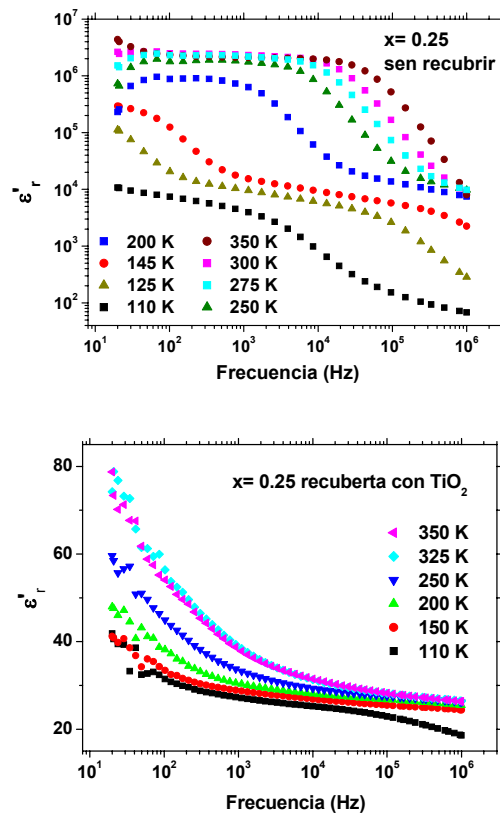 10⁷
10⁶
10⁵
10⁴
10³
10²
ε'r
x= 0.25
sen recubrir
200 K
350 K
145 K
300 K
125 K
275 K
110 K
250 K
10¹ 10² 10³ 10⁴ 10⁵ 10⁶
Frecuencia (Hz)
80
60
40
20
ε'r
x= 0.25 recuberta con TiO₂
350 K
325 K
250 K
200 K
150 K
110 K
10¹ 10² 10³ 10⁴ 10⁵ 10⁶
Frecuencia (Hz)